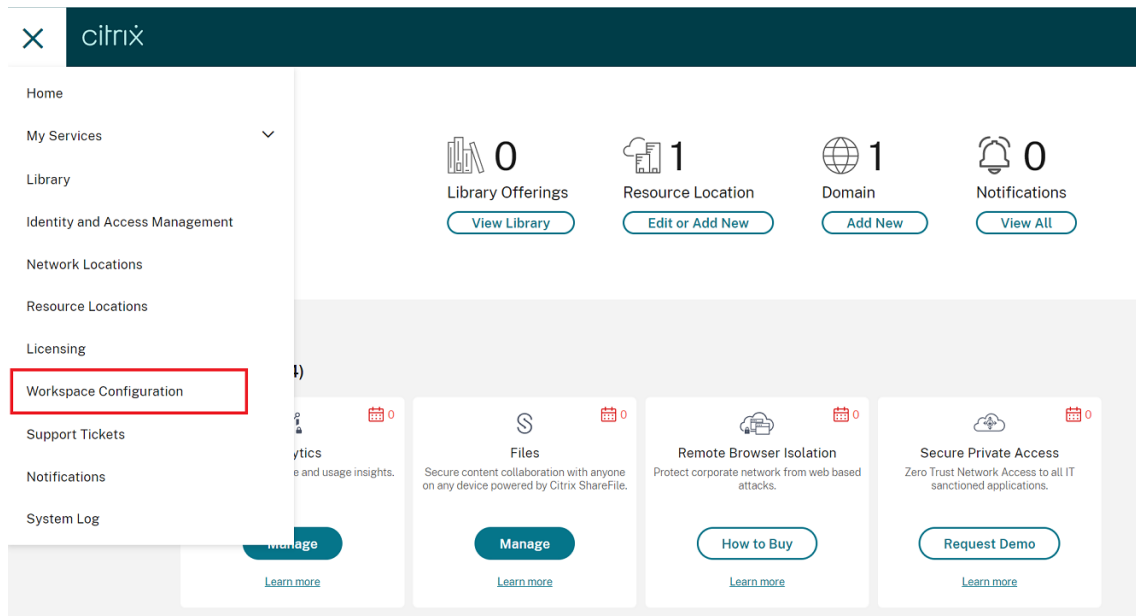 citrix
Home
My Services
Library
Identity and Access Management
Network Locations
Resource Locations
Licensing
Workspace Configuration
Support Tickets
Notifications
System Log
0
Library Offerings
View Library
1
Resource Location
Edit or Add New
1
Domain
Add New
0
Notifications
View All
4)
0
ytics
e and usage insights.
Manage
Learn more
0
Files
Secure content collaboration with anyone
on any device powered by Citrix ShareFile.
Manage
Learn more
0
Remote Browser Isolation
Protect corporate network from web based
attacks.
How to Buy
Learn more
0
Secure Private Access
Zero Trust Network Access to all IT
sanctioned applications.
Request Demo
Learn more